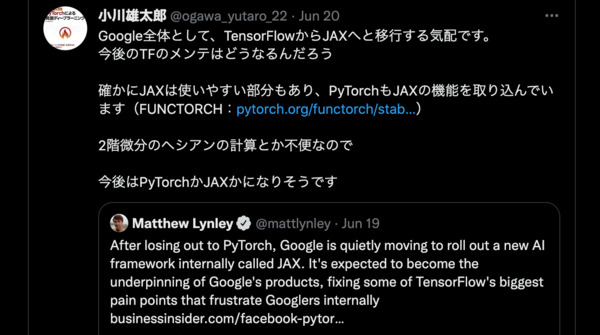 PyTorchによる
小川雄太郎 @ogawa_yutaro_22 · Jun 20
Google全体として、TensorFlowからJAXへと移行する気配です。
今後のTFのメンテはどうなるんだろう
確かにJAXは使いやすい部分もあり、PyTorchもJAXの機能を取り込んでい
ます（FUNCTORCH：pytorch.org/functorch/stab…）
2階微分のヘシアンの計算とか不便なので
今後はPyTorchかJAXかになりそうです
Matthew Lynley @mattlynley · Jun 19
After losing out to PyTorch, Google is quietly moving to roll out a new AI
framework internally called JAX. It's expected to become the
underpinning of Google's products, fixing some of TensorFlow's biggest
pain points that frustrate Googlers internally
businessinsider.com/facebook-pytor…